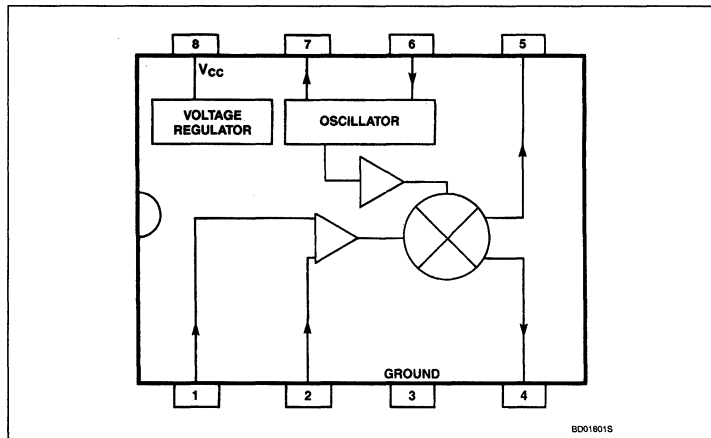 8 7 6 5
VCC
VOLTAGE
REGULATOR
OSCILLATOR
GROUND
1 2 3 4
BD01801S